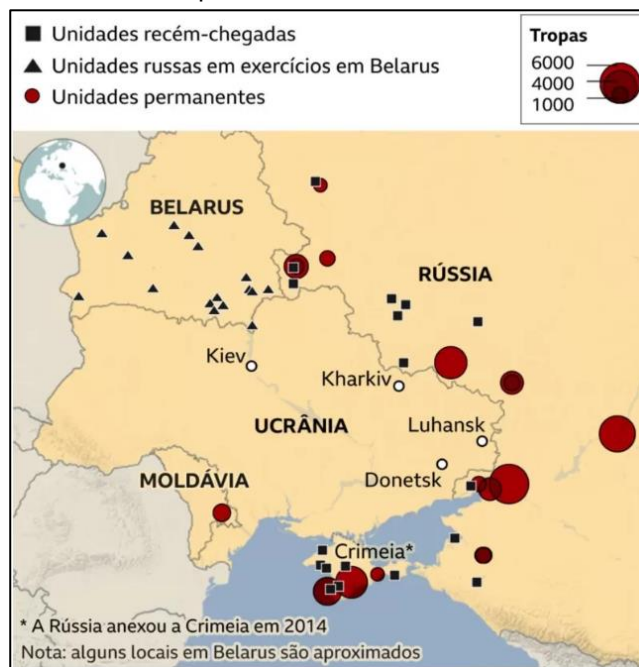 Unidades recém-chegadas
Unidades russas em exercícios em Belarus
Unidades permanentes
Tropas
6000
4000
1000
BELARUS
RÚSSIA
Kiev
Kharkiv
UCRÂNIA
Luhansk
Donetsk
MOLDÁVIA
Crimeia*
* A Rússia anexou a Crimeia em 2014
Nota: alguns locais em Belarus são aproximados